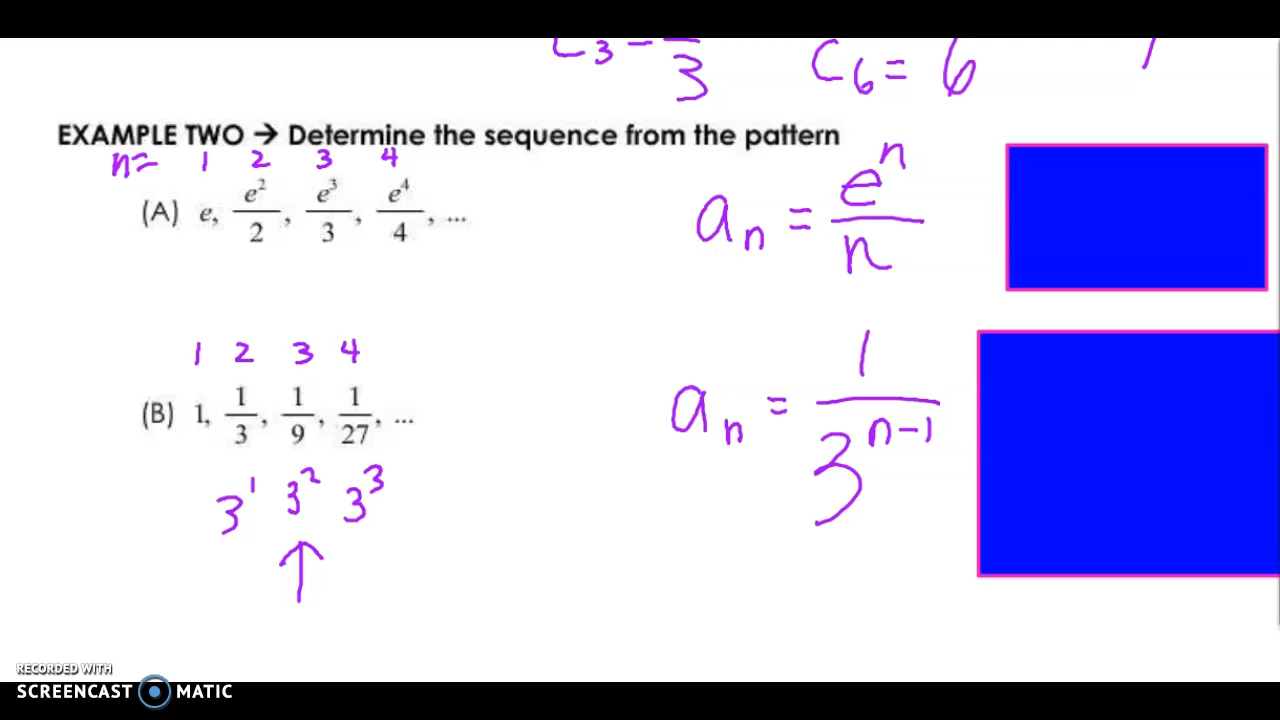 C₃ = /3 C₆ = 6
EXAMPLE TWO → Determine the sequence from the pattern
n= 1 2 3 4
(A) e, e²/2, e³/3, e⁴/4, ...
aₙ = eⁿ/n
1 2 3 4
(B) 1, 1/3, 1/9, 1/27, ...
aₙ = 1/3ⁿ⁻¹
3¹ 3² 3³
↑
RECORDED WITH
SCREENCAST MATIC